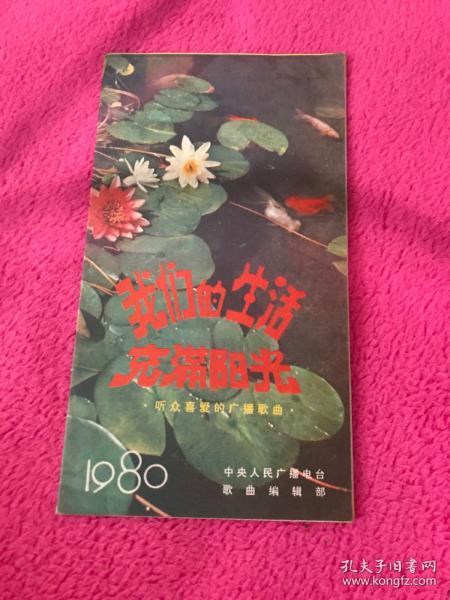 我们的生活
充满阳光
·听众喜爱的广播歌曲·
1980
中央人民广播电台
歌曲编辑部
孔夫子旧书网
www.kongfz.com